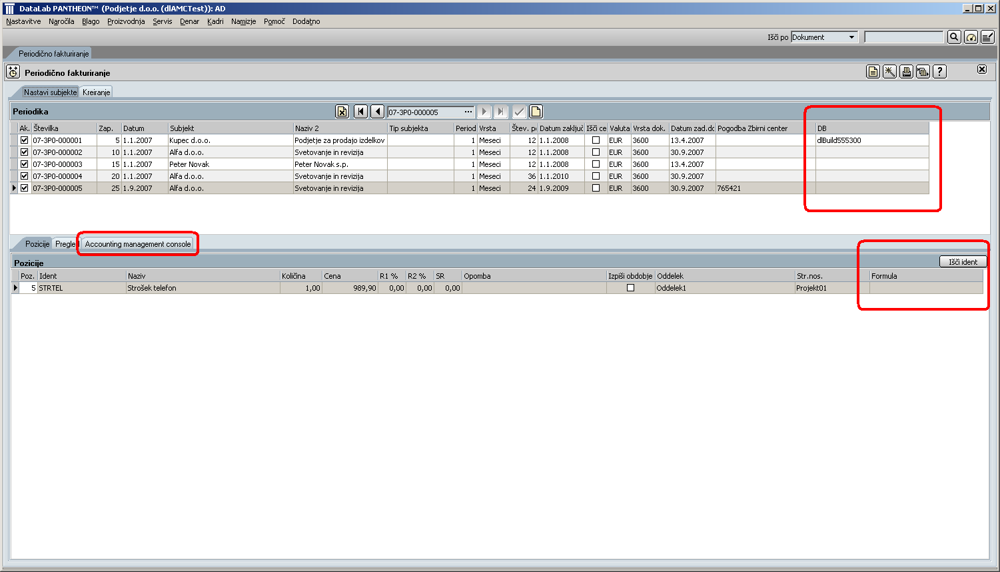 DataLab PANTHEON™ (Podjetje d.o.o. (dlAMCTest)): AD
Nastavitve Naročila Blago Proizvodnja Servis Denar Kadri Namizje Pomoč Dodatno
Išči po Dokument
Periodično fakturiranje
Periodično fakturiranje
Nastavi subjekte Kreiranje
Periodika 07-3P0-000005 ...
Ak. Številka Zap. Datum Subjekt Naziv 2 Tip subjekta Period Vrsta Štev. p Datum zaključ Išči ce Valuta Vrsta dok. Datum zad.do Pogodba Zbirni center DB
07-3P0-000001 5 1.1.2007 Kupec d.o.o. Podjetje za prodajo izdelkov 1 Meseci 12 1.1.2008 EUR 3600 13.4.2007 dlBuild555300
07-3P0-000002 10 1.1.2007 Alfa d.o.o. Svetovanje in revizija 1 Meseci 12 1.1.2008 EUR 3600 30.9.2007
07-3P0-000003 15 1.1.2007 Peter Novak Peter Novak s.p. 1 Meseci 12 1.1.2008 EUR 3600 13.4.2007
07-3P0-000004 20 1.1.2007 Alfa d.o.o. Svetovanje in revizija 1 Meseci 36 1.1.2010 EUR 3600 30.9.2007
07-3P0-000005 25 1.9.2007 Alfa d.o.o. Svetovanje in revizija 1 Meseci 24 1.9.2009 EUR 3600 30.9.2007 765421
Pozicije Pregled Accounting management console
Pozicije Išči ident
Poz. Ident Naziv Količina Cena R1 % R2 % SR Opomba Izpiši obdobje Oddelek Str.nos. Formula
5 STRTEL Strošek telefon 1,00 989,90 0,00 0,00 0,00 Oddelek1 Projekt01